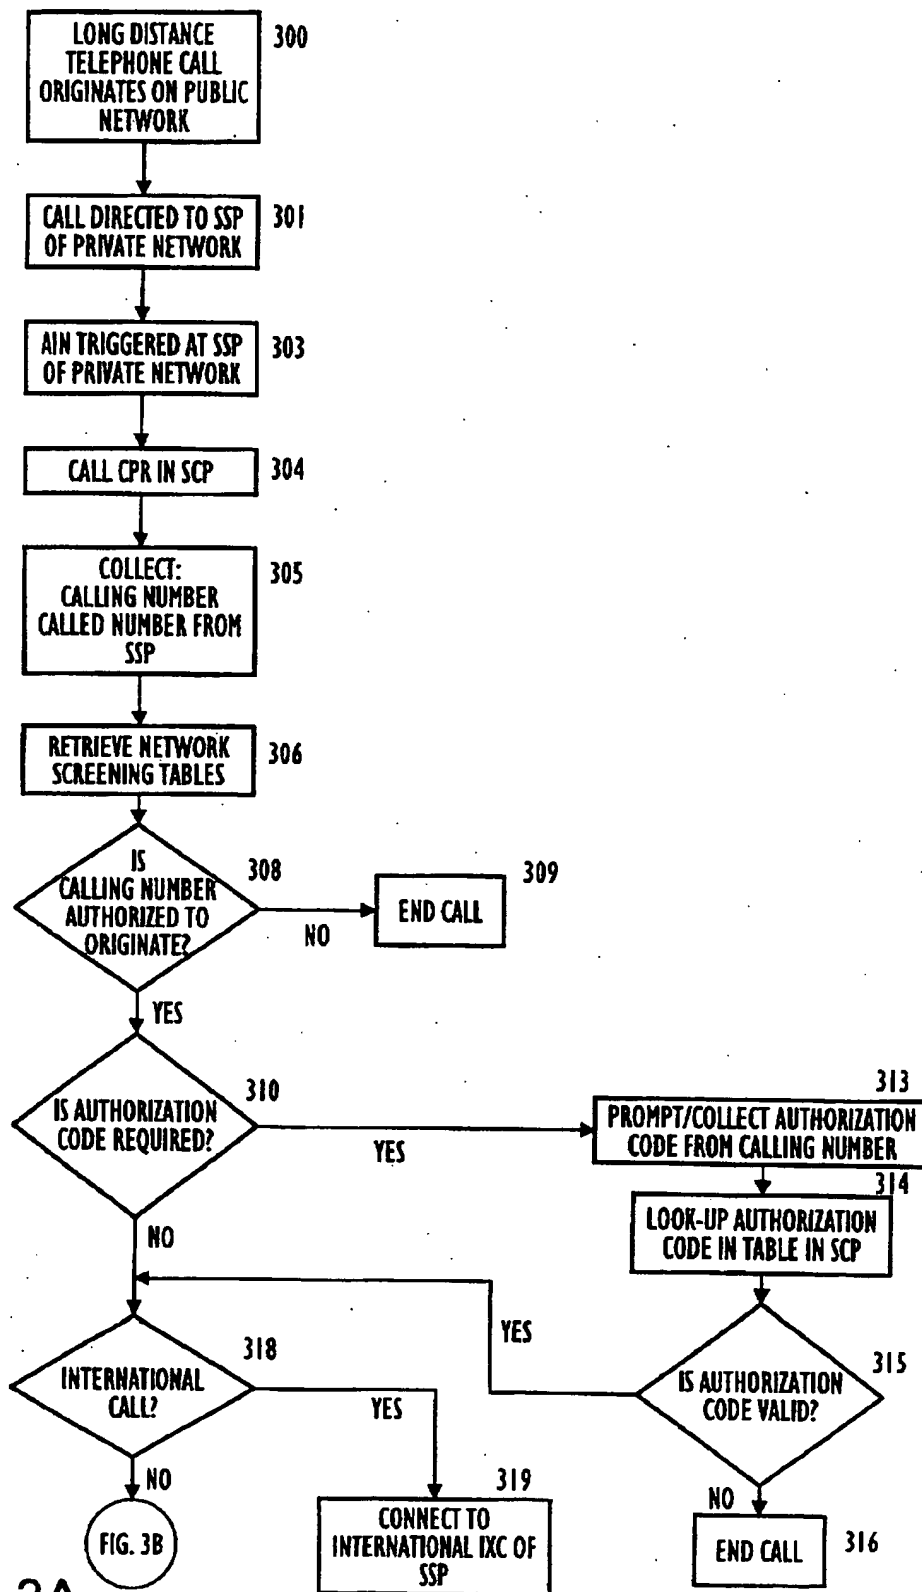 LONG DISTANCE
TELEPHONE CALL
ORIGINATES ON PUBLIC
NETWORK
300
CALL DIRECTED TO SSP
OF PRIVATE NETWORK
301
AIN TRIGGERED AT SSP
OF PRIVATE NETWORK
303
CALL CPR IN SCP
304
COLLECT:
CALLING NUMBER
CALLED NUMBER FROM
SSP
305
RETRIEVE NETWORK
SCREENING TABLES
306
IS
CALLING NUMBER
AUTHORIZED TO
ORIGINATE?
308
NO
END CALL
309
YES
IS AUTHORIZATION
CODE REQUIRED?
310
YES
313
PROMPT/COLLECT AUTHORIZATION
CODE FROM CALLING NUMBER
314
LOOK-UP AUTHORIZATION
CODE IN TABLE IN SCP
NO
YES
315
IS AUTHORIZATION
CODE VALID?
INTERNATIONAL
CALL?
318
YES
NO
FIG. 3B
319
CONNECT TO
INTERNATIONAL IXC OF
SSP
NO
END CALL
316
3A